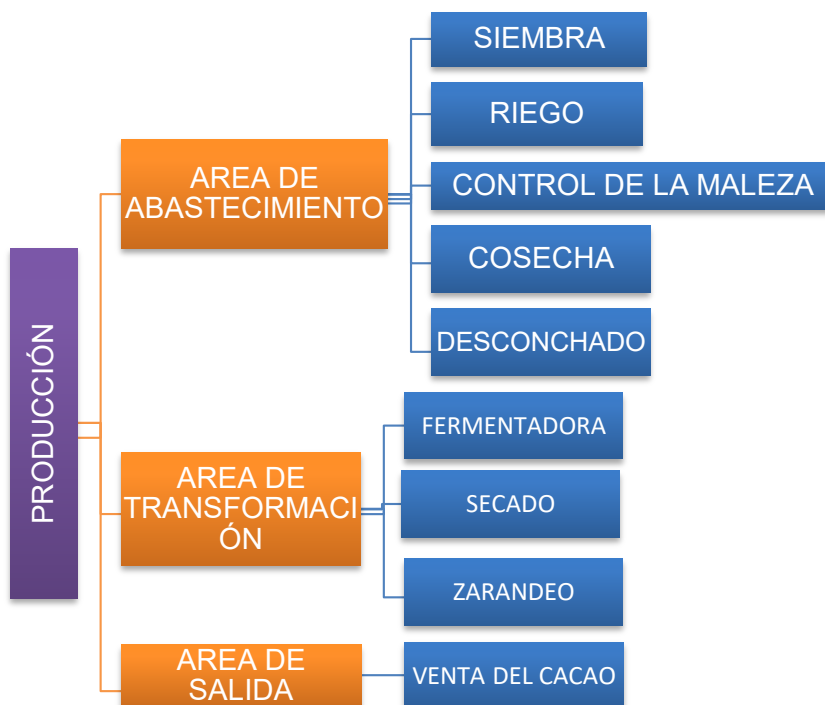 PRODUCCIÓN
AREA DE
ABASTECIMIENTO
SIEMBRA
RIEGO
CONTROL DE LA MALEZA
COSECHA
DESCONCHADO
AREA DE
TRANSFORMACI
ÓN
FERMENTADORA
SECADO
ZARANDEO
AREA DE
SALIDA
VENTA DEL CACAO